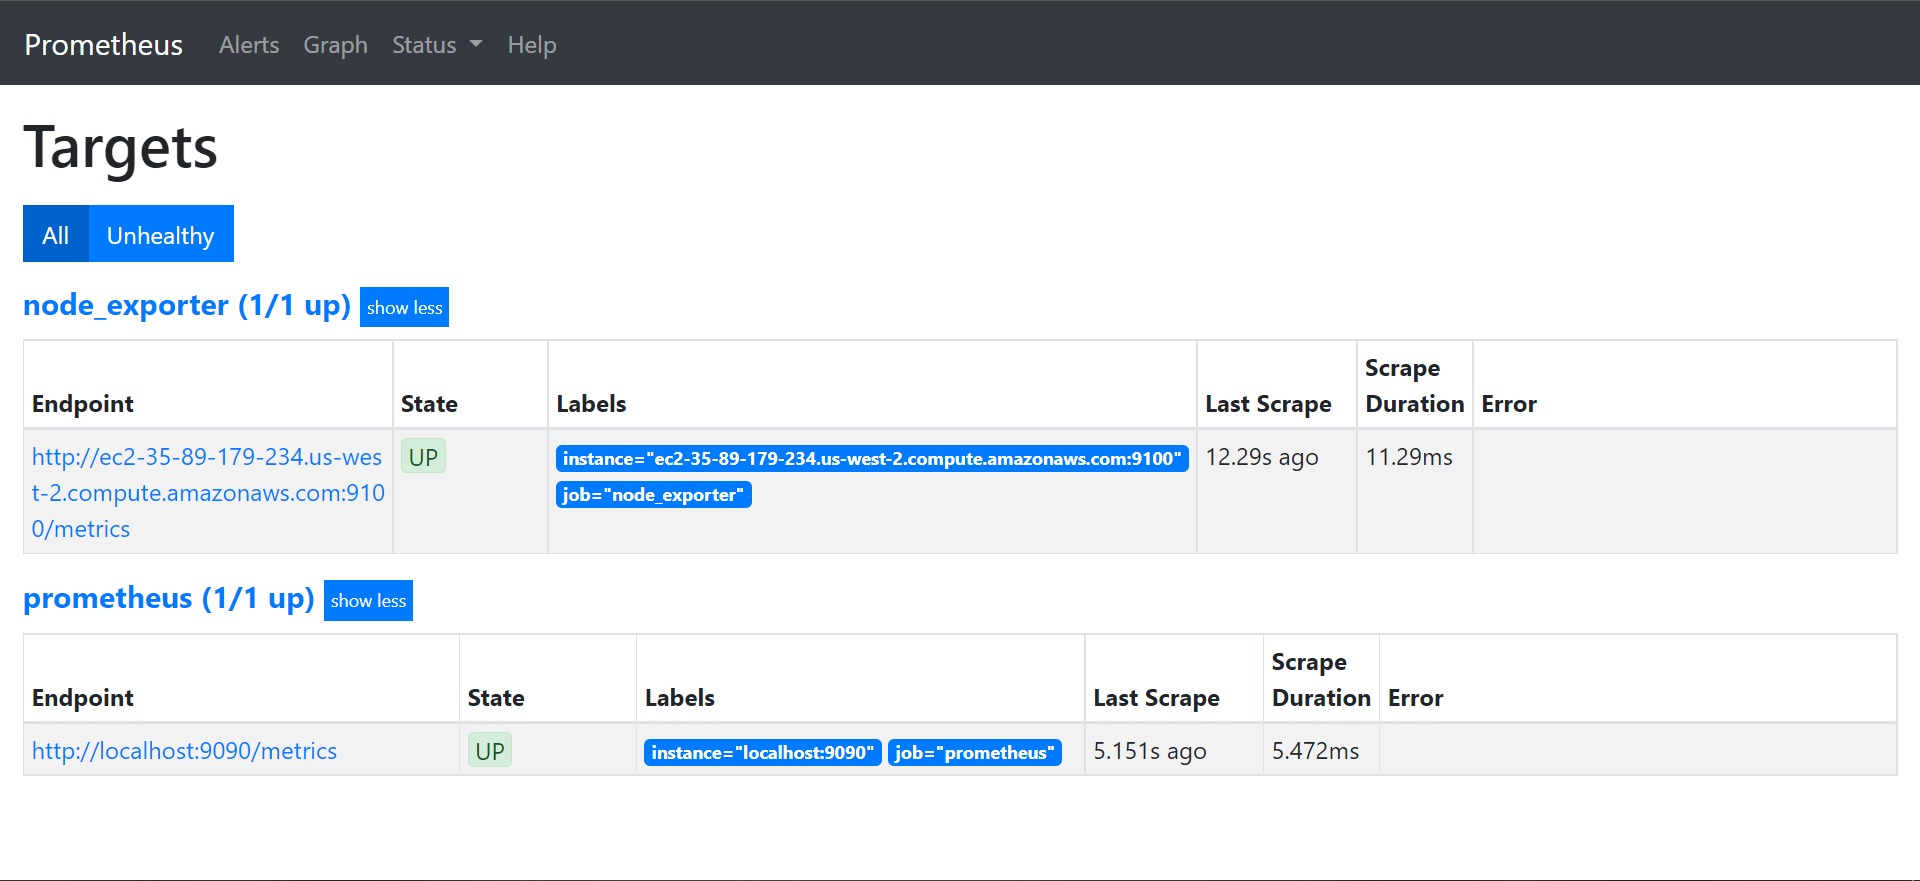 Prometheus Alerts Graph Status Help
Targets
All Unhealthy
node_exporter (1/1 up) show less
Endpoint State Labels Last Scrape Scrape Duration Error
http://ec2-35-89-179-234.us-wes
t-2.compute.amazonaws.com:910
0/metrics
UP
instance="ec2-35-89-179-234.us-west-2.compute.amazonaws.com:9100"
job="node_exporter"
12.29s ago
11.29ms
prometheus (1/1 up) show less
Endpoint State Labels Last Scrape Scrape Duration Error
http://localhost:9090/metrics UP instance="localhost:9090" job="prometheus" 5.151s ago 5.472ms